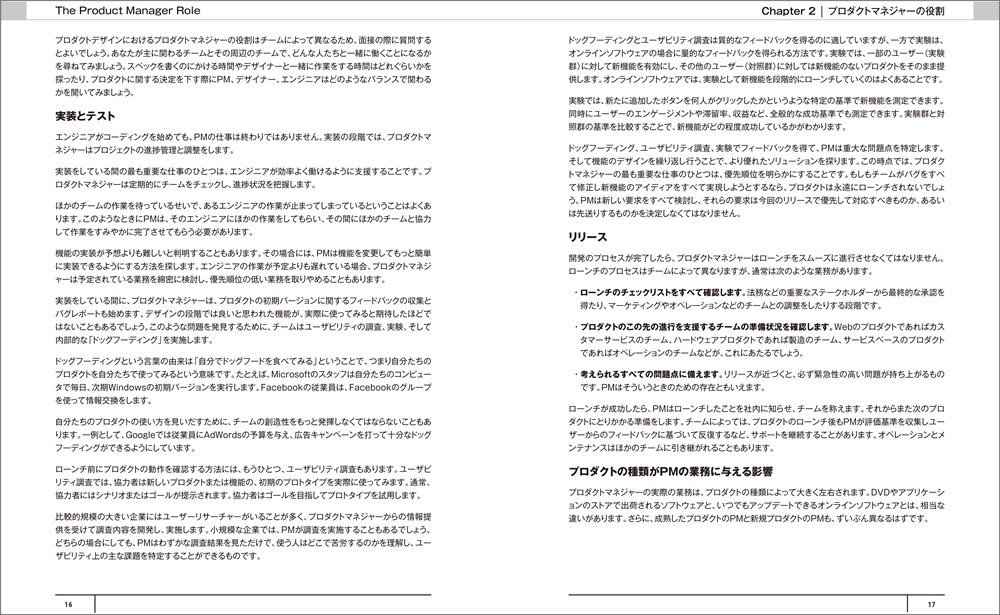 The Product Manager Role
プロダクトデザインにおけるプロダクトマネジャーの役割はチームによって異なるため、面接の際に質問する
とよいでしょう。あなたが主に関わるチームとその周辺のチームで、どんな人たちと一緒に働くことになるか
を尋ねてみましょう。スペックを書くのにかける時間やデザイナーと一緒に作業をする時間はどれぐらいかを
探ったり、プロダクトに関する決定を下す際にPM、デザイナー、エンジニアはどのようなバランスで関わる
かを聞いてみましょう。
実装とテスト
エンジニアがコーディングを始めても、PMの仕事は終わりではありません。実装の段階では、プロダクトマ
ネジャーはプロジェクトの進捗管理と調整をします。
実装をしている間の最も重要な仕事のひとつは、エンジニアが効率よく働けるように支援することです。プ
ロダクトマネジャーは定期的にチームをチェックし、進捗状況を把握します。
ほかのチームの作業を待っているせいで、あるエンジニアの作業が止まってしまっているということはよくあ
ります。このようなときにPMは、そのエンジニアにほかの作業をしてもらい、その間にほかのチームと協力
して作業をすみやかに完了させてもらう必要があります。
機能の実装が予想よりも難しいと判明することもあります。その場合には、PMは機能を変更してもっと簡単
に実装できるようにする方法を探します。エンジニアの作業が予定よりも遅れている場合、プロダクトマネジ
ャーは予定されている業務を綿密に検討し、優先順位の低い業務を取りやめることもあります。
実装をしている間に、プロダクトマネジャーは、プロダクトの初期バージョンに関するフィードバックの収集と
バグレポートも始めます。デザインの段階では良いと思われた機能が、実際に使ってみると期待したほどで
はないこともあるでしょう。このような問題を発見するために、チームはユーザビリティの調査、実験、そして
内部的な「ドッグフーディング」を実施します。
ドッグフーディングという言葉の由来は「自分でドッグフードを食べてみる」ということで、つまり自分たちの
プロダクトを自分たちで使ってみるという意味です。たとえば、Microsoftのスタッフは自分たちのコンピュー
タで毎日、次期Windowsの初期バージョンを実行します。Facebookの従業員は、Facebookのグループ
を使って情報交換をします。
自分たちのプロダクトの使い方を見いだすために、チームの創造性をもっと発揮しなくてはならないこともあ
ります。一例として、Googleでは従業員にAdWordsの予算を与え、広告キャンペーンを打って十分なドッグ
フーディングができるようにしています。
ローンチ前にプロダクトの動作を確認する方法には、もうひとつ、ユーザビリティ調査もあります。ユーザビ
リティ調査では、協力者は新しいプロダクトまたは機能の、初期のプロトタイプを実際に使ってみます。通常、
協力者にはシナリオまたはゴールが提示されます。協力者はゴールを目指してプロトタイプを試用します。
比較的規模の大きい企業にはユーザーリサーチャーがいることが多く、プロダクトマネジャーからの情報提
供を受けて調査内容を開発し、実施します。小規模な企業では、PMが調査を実施することもあるでしょう。
どちらの場合にしても、PMはわずかな調査結果を見ただけで、使う人はどこで苦労するのかを理解し、ユー
ザビリティ上の主な課題を特定することができるものです。
16
Chapter 2 | プロダクトマネジャーの役割
ドッグフーディングとユーザビリティ調査は質的なフィードバックを得るのに適していますが、一方で実験は、
オンラインソフトウェアの場合に量的なフィードバックを得られる方法です。実験では、一部のユーザー（実験
群）に対して新機能を有効にし、その他のユーザー（対照群）に対しては新機能のないプロダクトをそのまま提
供します。オンラインソフトウェアでは、実験として新機能を段階的にローンチしていくのはよくあることです。
実験では、新たに追加したボタンを何人がクリックしたかというような特定の基準で新機能を測定できます。
同時にユーザーのエンゲージメントや滞留率、収益など、全般的な成功基準でも測定できます。実験群と対
照群の基準を比較することで、新機能がどの程度成功しているかがわかります。
ドッグフーディング、ユーザビリティ調査、実験でフィードバックを得て、PMは重大な問題点を特定します。
そして機能のデザインを繰り返し行うことで、より優れたソリューションを探ります。この時点では、プロダク
トマネジャーの最も重要な仕事のひとつは、優先順位を明らかにすることです。もしもチームがバグをすべ
て修正し新機能のアイディアをすべて実現しようとするなら、プロダクトは永遠にローンチされないでしょ
う。PMは新しい要求をすべて検討し、それらの要求は今回のリリースで優先して対応すべきものか、あるい
は先送りするものかを決定しなくてはなりません。
リリース
開発のプロセスが完了したら、プロダクトマネジャーはローンチをスムーズに進行させなくてはなりません。
ローンチのプロセスはチームによって異なりますが、通常は次のような業務があります。
・ローンチのチェックリストをすべて確認します。法務などの重要なステークホルダーから最終的な承認を
得たり、マーケティングやオペレーションなどのチームとの調整をしたりする段階です。
・プロダクトのこの先の進行を支援するチームの準備状況を確認します。Webのプロダクトであればカス
タマーサービスのチーム、ハードウェアプロダクトであれば製造のチーム、サービスベースのプロダクト
であればオペレーションのチームなどが、これにあたるでしょう。
・考えられるすべての問題点に備えます。リリースが近づくと、必ず緊急性の高い問題が持ち上がるもの
です。PMはそういうときのための存在ともいえます。
ローンチが成功したら、PMはローンチしたことを社内に知らせ、チームを称えます。それからまた次のプロ
ダクトにとりかかる準備をします。チームによっては、プロダクトのローンチ後もPMが評価基準を収集しユー
ザーからのフィードバックに基づいて反復するなど、サポートを継続することがあります。オペレーションとメ
ンテナンスはほかのチームに引き継がれることもあります。
プロダクトの種類がPMの業務に与える影響
プロダクトマネジャーの実際の業務は、プロダクトの種類によって大きく左右されます。DVDやアプリケーシ
ョンのストアで出荷されるソフトウェアと、いつでもアップデートできるオンラインソフトウェアとは、相当な
違いがあります。さらに、成熟したプロダクトのPMと新規プロダクトのPMも、ずいぶん異なるはずです。
17